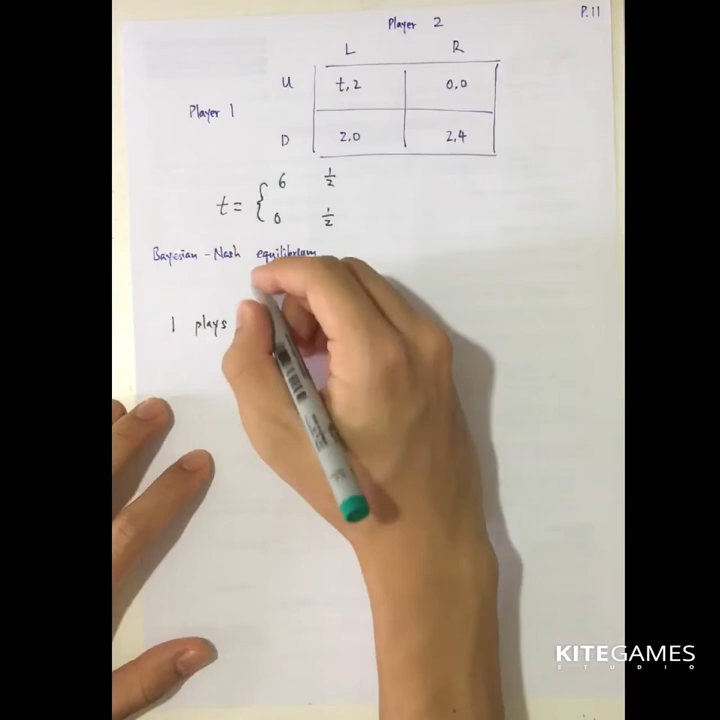 P.11
Player 2
L R
U t,2 0,0
Player 1
D 2,0 2,4
t = { 6 1/2
0 1/2
Bayesian - Nash equilibrium
1 plays
KITEGAMES
ESTUDIO